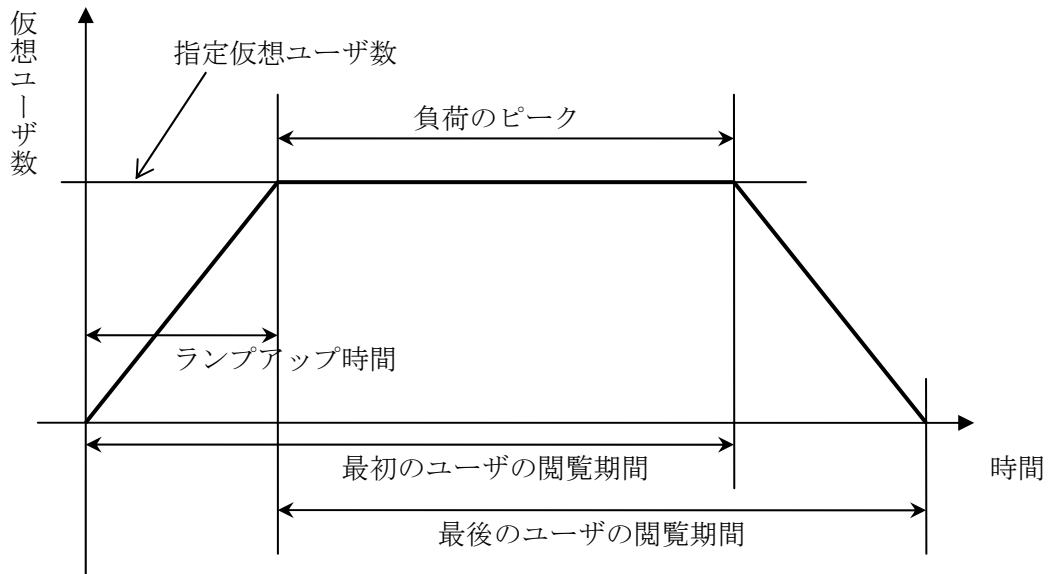 仮想ユーザ数
指定仮想ユーザ数
負荷のピーク
ランプアップ時間
最初のユーザの閲覧期間
時間
最後のユーザの閲覧期間